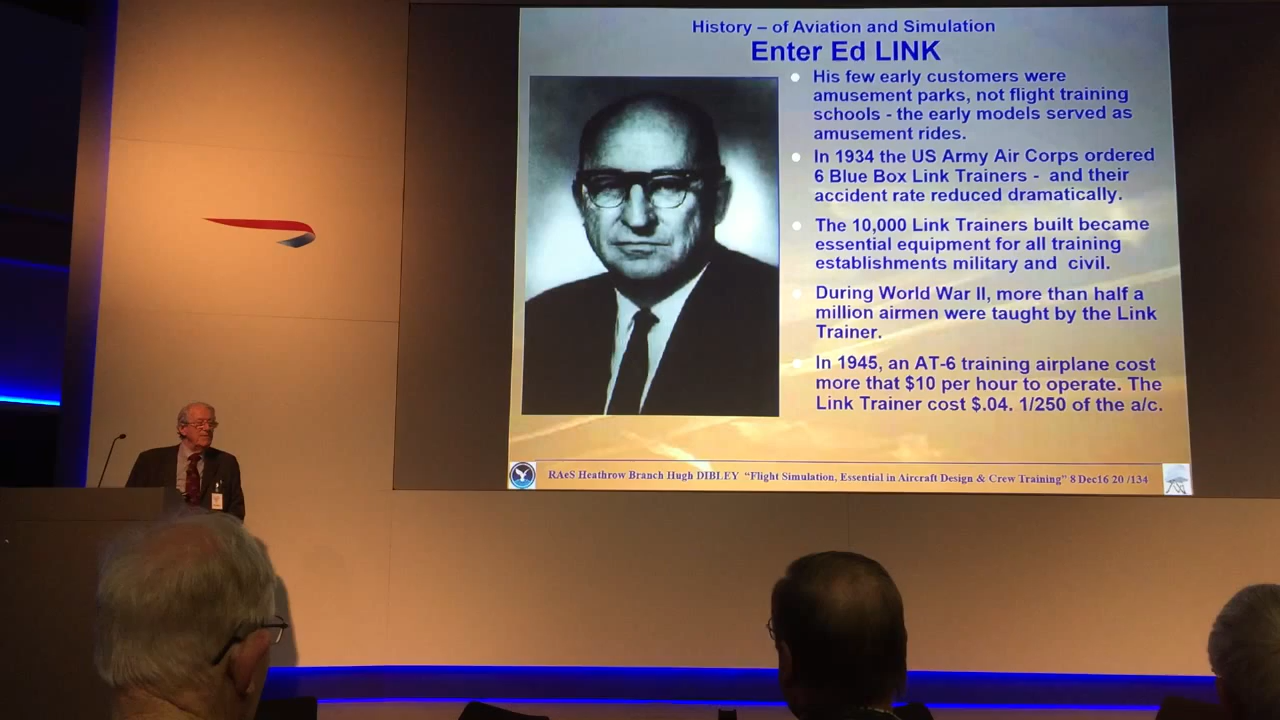 History – of Aviation and Simulation
Enter Ed LINK
His few early customers were
amusement parks, not flight training
schools - the early models served as
amusement rides.
In 1934 the US Army Air Corps ordered
6 Blue Box Link Trainers - and their
accident rate reduced dramatically.
The 10,000 Link Trainers built became
essential equipment for all training
establishments military and civil.
During World War II, more than half a
million airmen were taught by the Link
Trainer.
In 1945, an AT-6 training airplane cost
more that $10 per hour to operate. The
Link Trainer cost $.04. 1/250 of the a/c.
RAeS Heathrow Branch Hugh DIBLEY “Flight Simulation, Essential in Aircraft Design & Crew Training” 8 Dec16 20 /134